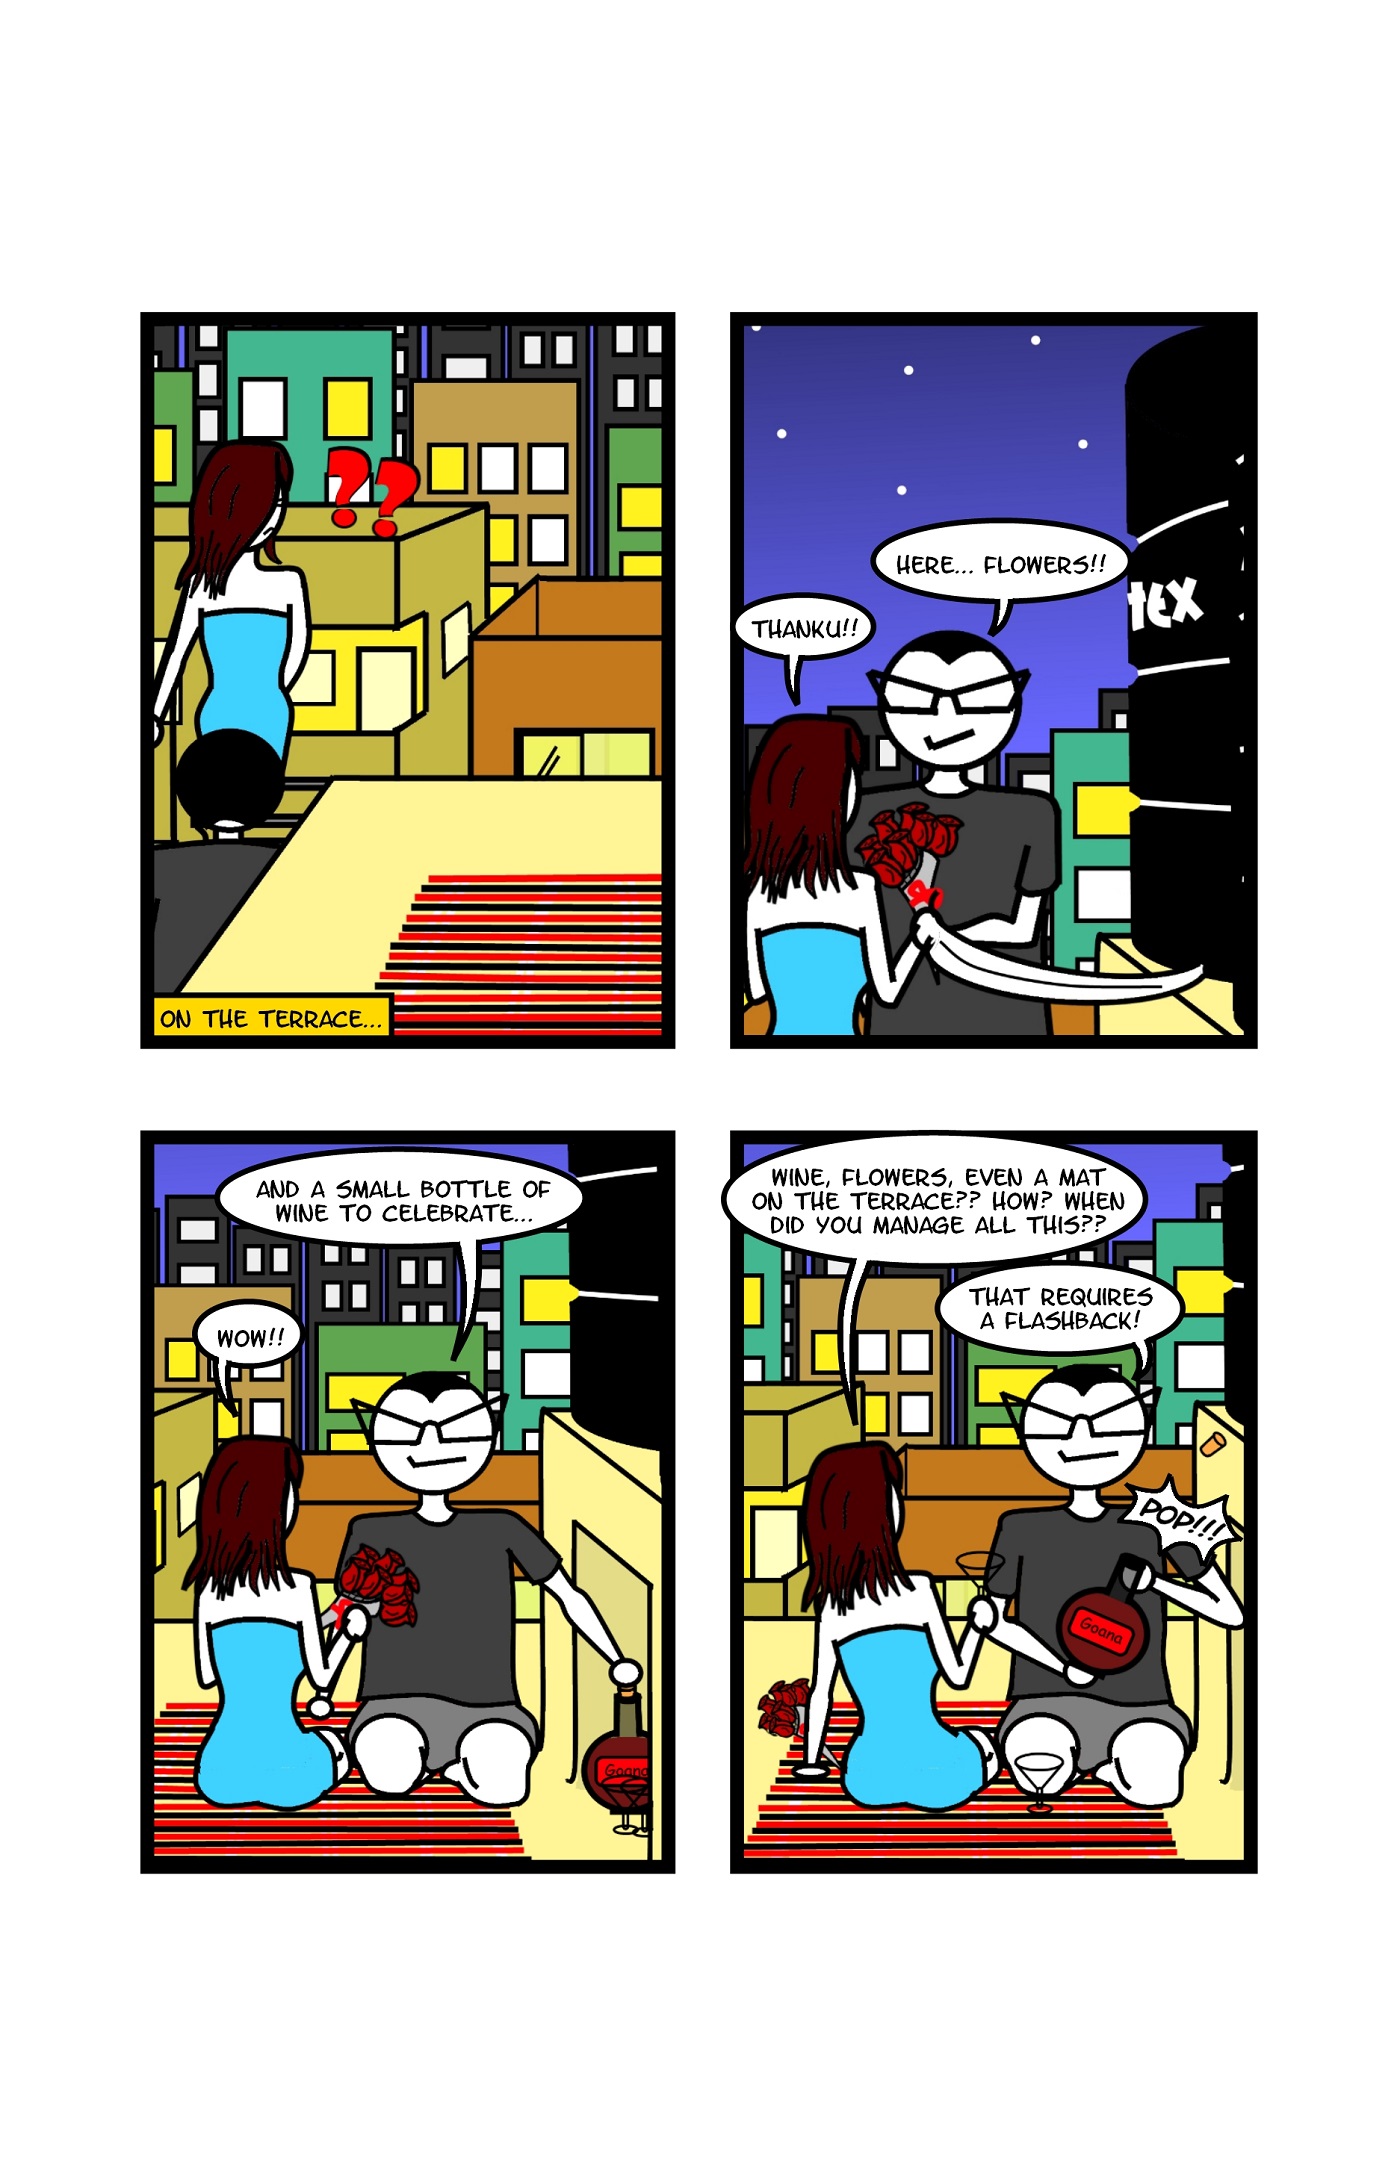 ??
ON THE TERRACE...
HERE... FLOWERS!!
THANKU!!
tEX
AND A SMALL BOTTLE OF
WINE TO CELEBRATE...
WOW!!
Goana
WINE, FLOWERS, EVEN A MAT
ON THE TERRACE?? HOW? WHEN
DID YOU MANAGE ALL THIS??
THAT REQUIRES
A FLASHBACK!
POP!!!
Goana